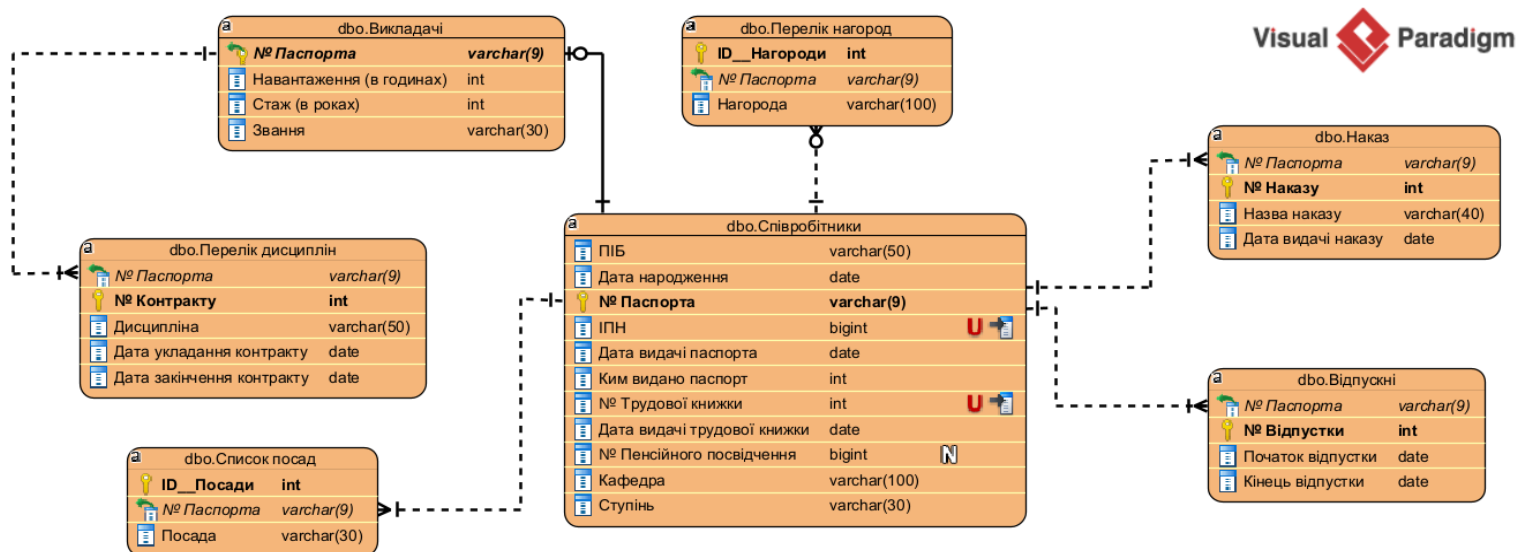 dbo.Викладачі
№ Паспорта varchar(9)
Навантаження (в годинах) int
Стаж (в роках) int
Звання varchar(30)
dbo.Перелік нагород
ID__Нагороди int
№ Паспорта varchar(9)
Нагорода varchar(100)
Visual Paradigm
dbo.Наказ
№ Паспорта varchar(9)
№ Наказу int
Назва наказу varchar(40)
Дата видачі наказу date
dbo.Перелік дисциплін
№ Паспорта varchar(9)
№ Контракту int
Дисципліна varchar(50)
Дата укладання контракту date
Дата закінчення контракту date
dbo.Співробітники
ПІБ varchar(50)
Дата народження date
№ Паспорта varchar(9)
ІПН bigint U
Дата видачі паспорта date
Ким видано паспорт int
№ Трудової книжки int U
Дата видачі трудової книжки date
№ Пенсійного посвідчення bigint N
Кафедра varchar(100)
Ступінь varchar(30)
dbo.Відпускні
№ Паспорта varchar(9)
№ Відпустки int
Початок відпустки date
Кінець відпустки date
dbo.Список посад
ID__Посади int
№ Паспорта varchar(9)
Посада varchar(30)